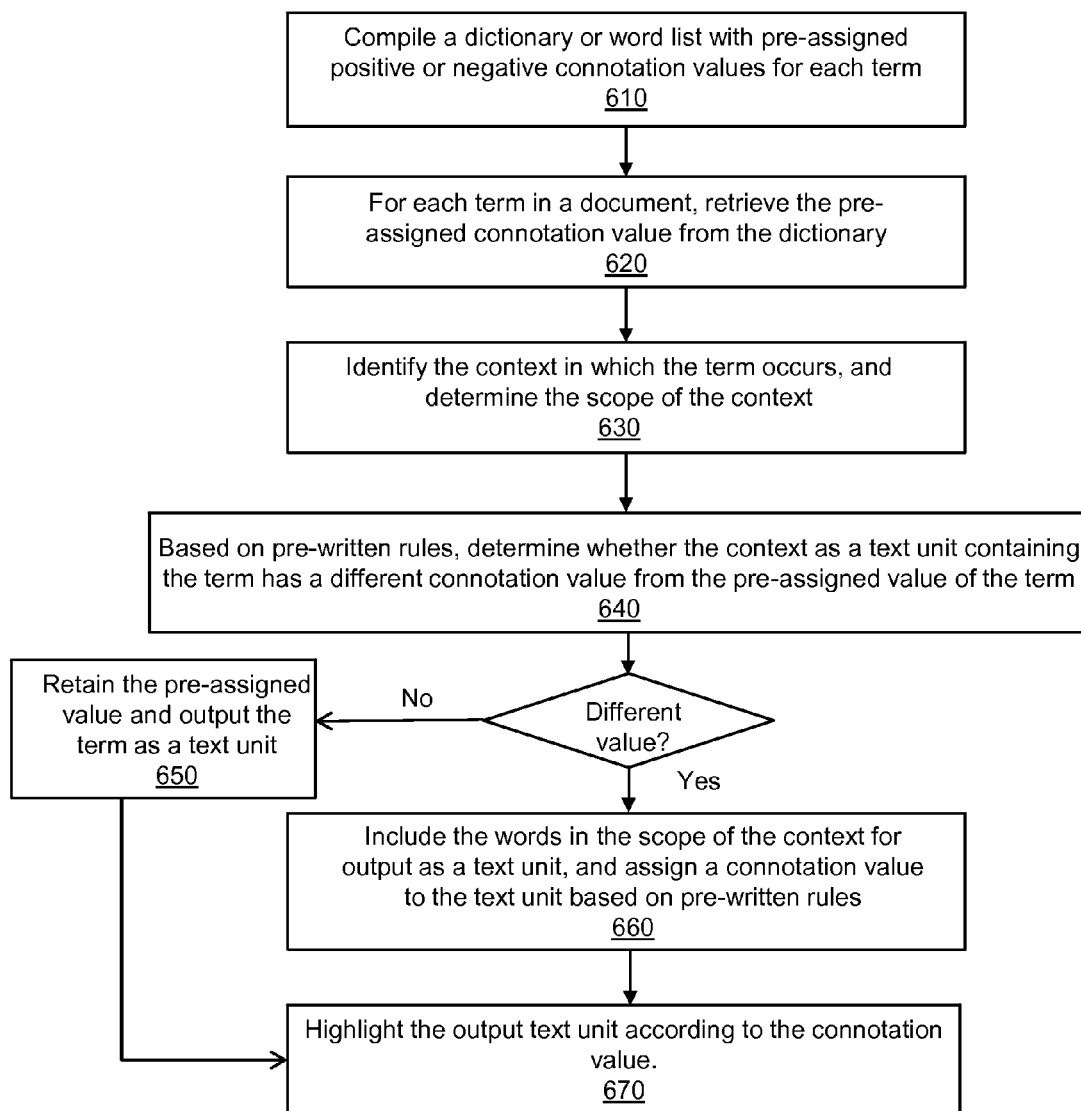 Compile a dictionary or word list with pre-assigned
positive or negative connotation values for each term
610
For each term in a document, retrieve the pre-
assigned connotation value from the dictionary
620
Identify the context in which the term occurs, and
determine the scope of the context
630
Based on pre-written rules, determine whether the context as a text unit containing
the term has a different connotation value from the pre-assigned value of the term
640
Retain the pre-assigned
value and output the
term as a text unit
650
No
Different
value?
Yes
Include the words in the scope of the context for
output as a text unit, and assign a connotation value
to the text unit based on pre-written rules
660
Highlight the output text unit according to the connotation
value.
670